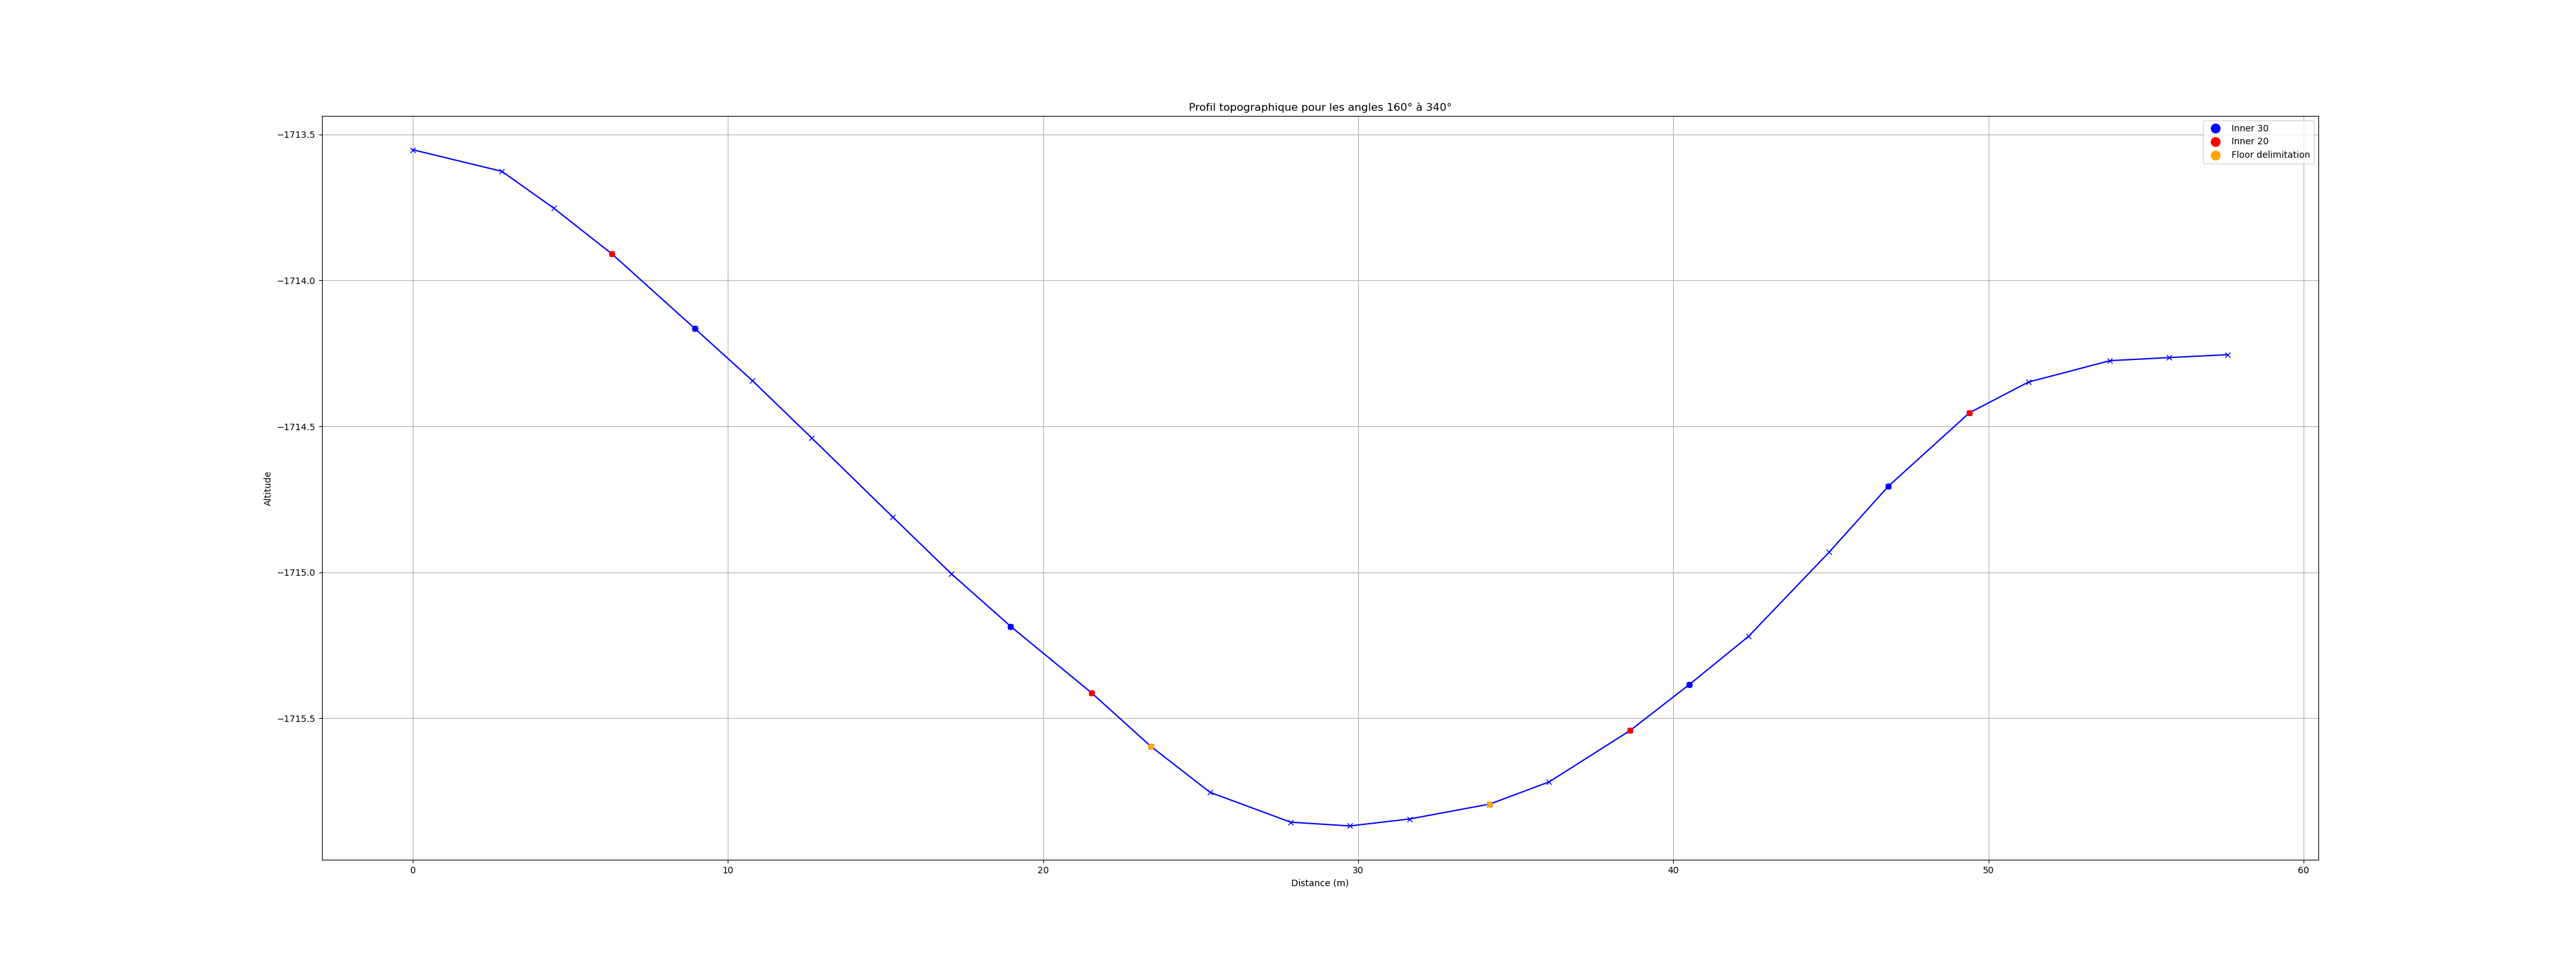 Profil topographique pour les angles 160° à 340°
Inner 30
Inner 20
Floor delimitation
−1713.5
−1714.0
−1714.5
−1715.0
−1715.5
Altitude
0 10 20 30 40 50 60
Distance (m)